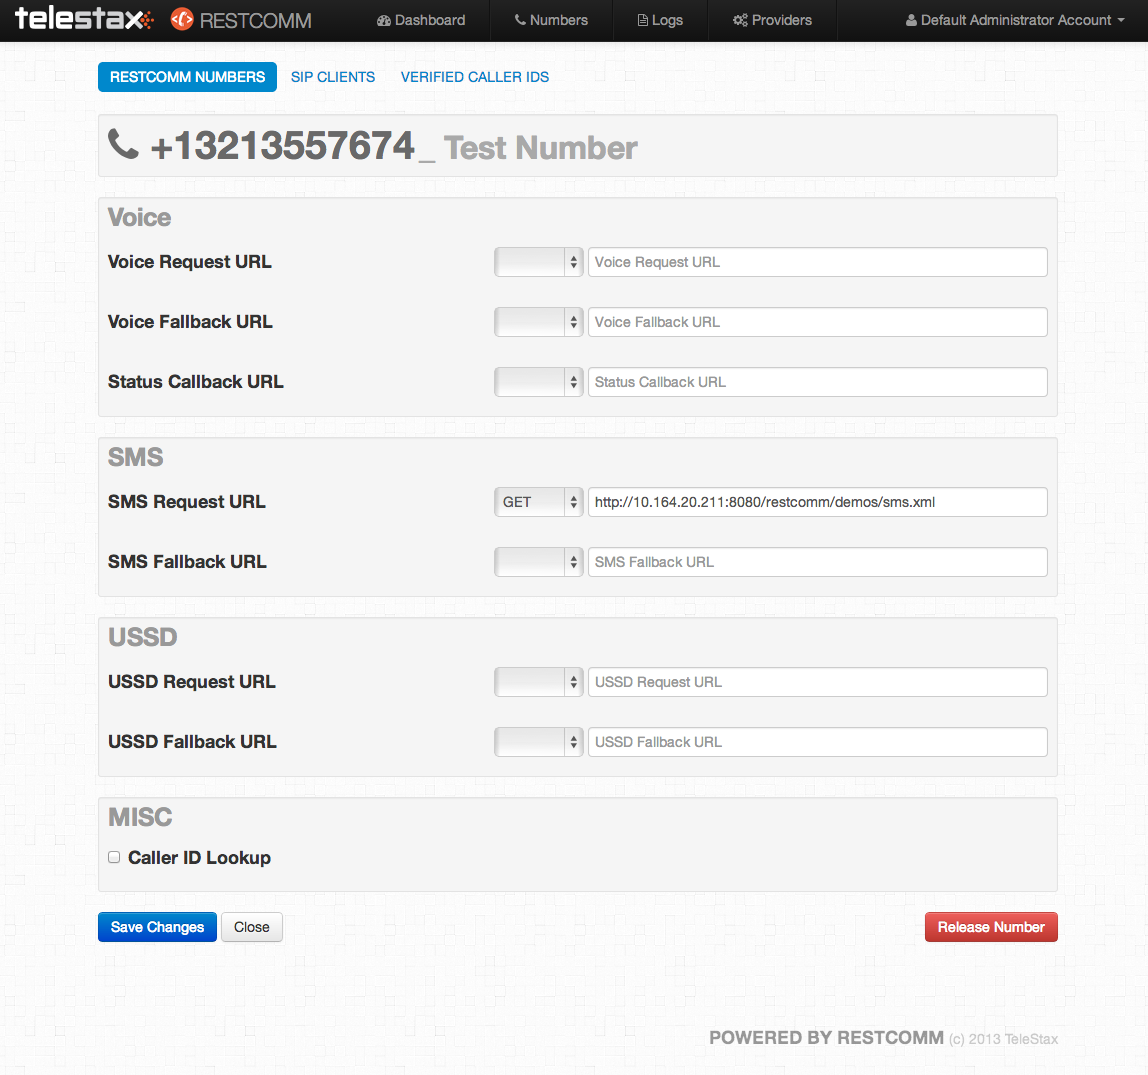 telestax RESTCOMM Dashboard Numbers Logs Providers Default Administrator Account
RESTCOMM NUMBERS SIP CLIENTS VERIFIED CALLER IDS
+13213557674_ Test Number
Voice
Voice Request URL Voice Request URL
Voice Fallback URL Voice Fallback URL
Status Callback URL Status Callback URL
SMS
SMS Request URL GET http://10.164.20.211:8080/restcomm/demos/sms.xml
SMS Fallback URL SMS Fallback URL
USSD
USSD Request URL USSD Request URL
USSD Fallback URL USSD Fallback URL
MISC
Caller ID Lookup
Save Changes Close Release Number
POWERED BY RESTCOMM (c) 2013 TeleStax